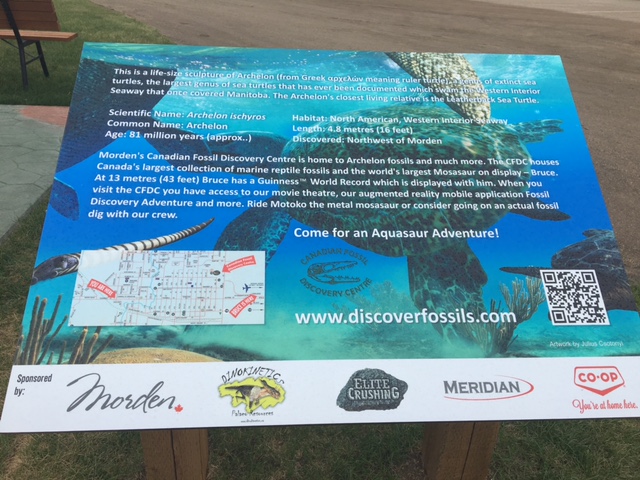 This is a life-size sculpture of Archelon (from Greek αρχελων meaning ruler turtle), a genus of extinct sea
turtles, the largest genus of sea turtles that has ever been documented which swam the Western Interior
Seaway that once covered Manitoba. The Archelon's closest living relative is the Leatherback Sea Turtle.
Scientific Name: Archelon ischyros
Common Name: Archelon
Age: 81 million years (approx..)
Habitat: North American, Western Interior Seaway
Length: 4.8 metres (16 feet)
Discovered: Northwest of Morden
Morden's Canadian Fossil Discovery Centre is home to Archelon fossils and much more. The CFDC houses
Canada's largest collection of marine reptile fossils and the world's largest Mosasaur on display – Bruce.
At 13 metres (43 feet) Bruce has a Guinness™ World Record which is displayed with him. When you
visit the CFDC you have access to our movie theatre, our augmented reality mobile application Fossil
Discovery Adventure and more. Ride Motoko the metal mosasaur or consider going on an actual fossil
dig with our crew.
Come for an Aquasaur Adventure!
YOU ARE HERE
CANADIAN FOSSIL
DISCOVERY CENTRE
www.discoverfossils.com
Artwork by Julius Csotonyi
Sponsored
by:
Morden
DINOKINETICS
Paleo Resources
ELITE
CRUSHING
MERIDIAN
CO-OP
You're at home here.